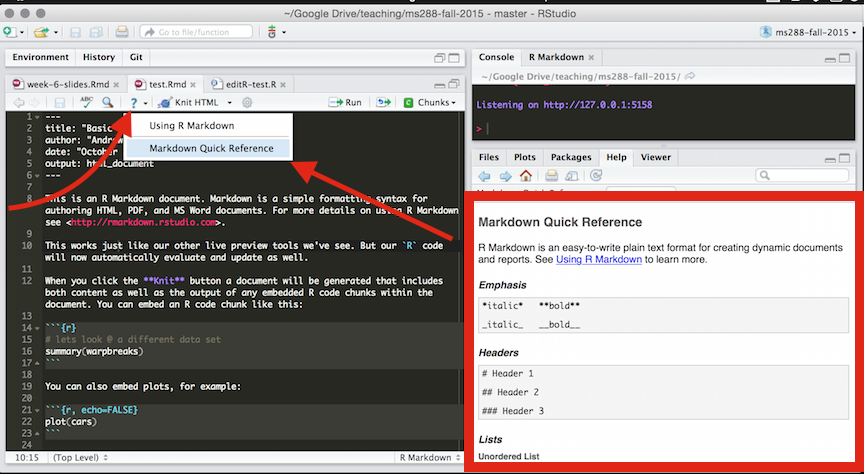 ~/Google Drive/teaching/ms288-fall-2015 - master - RStudio
Go to file/function
ms288-fall-2015
Environment History Git
week-6-slides.Rmd test.Rmd editR-test.R
ABC ? Knit HTML Run Chunks
Using R Markdown
Markdown Quick Reference
1 ---
2 title: "Basic
3 author: "Andrew
4 date: "October
5 output: html_document
6 ---
7
8 This is an R Markdown document. Markdown is a simple formatting syntax for
authoring HTML, PDF, and MS Word documents. For more details on using R Markdown
see <http://rmarkdown.rstudio.com>.
9
10 This works just like our other live preview tools we've see. But our `R` code
will now automatically evaluate and update as well.
11
12 When you click the **Knit** button a document will be generated that includes
both content as well as the output of any embedded R code chunks within the
document. You can embed an R code chunk like this:
13
14 ```{r}
15 # lets look @ a different data set
16 summary(warpbreaks)
17 ```
18
19 You can also embed plots, for example:
20
21 ```{r, echo=FALSE}
22 plot(cars)
23 ```
24
10:15 (Top Level) R Markdown
Console R Markdown
~/Google Drive/teaching/ms288-fall-2015/
Listening on http://127.0.0.1:5158
>
Files Plots Packages Help Viewer
Markdown Quick Reference
R Markdown is an easy-to-write plain text format for creating dynamic documents
and reports. See Using R Markdown to learn more.
Emphasis
*italic* **bold**
_italic_ __bold__
Headers
# Header 1
## Header 2
### Header 3
Lists
Unordered List